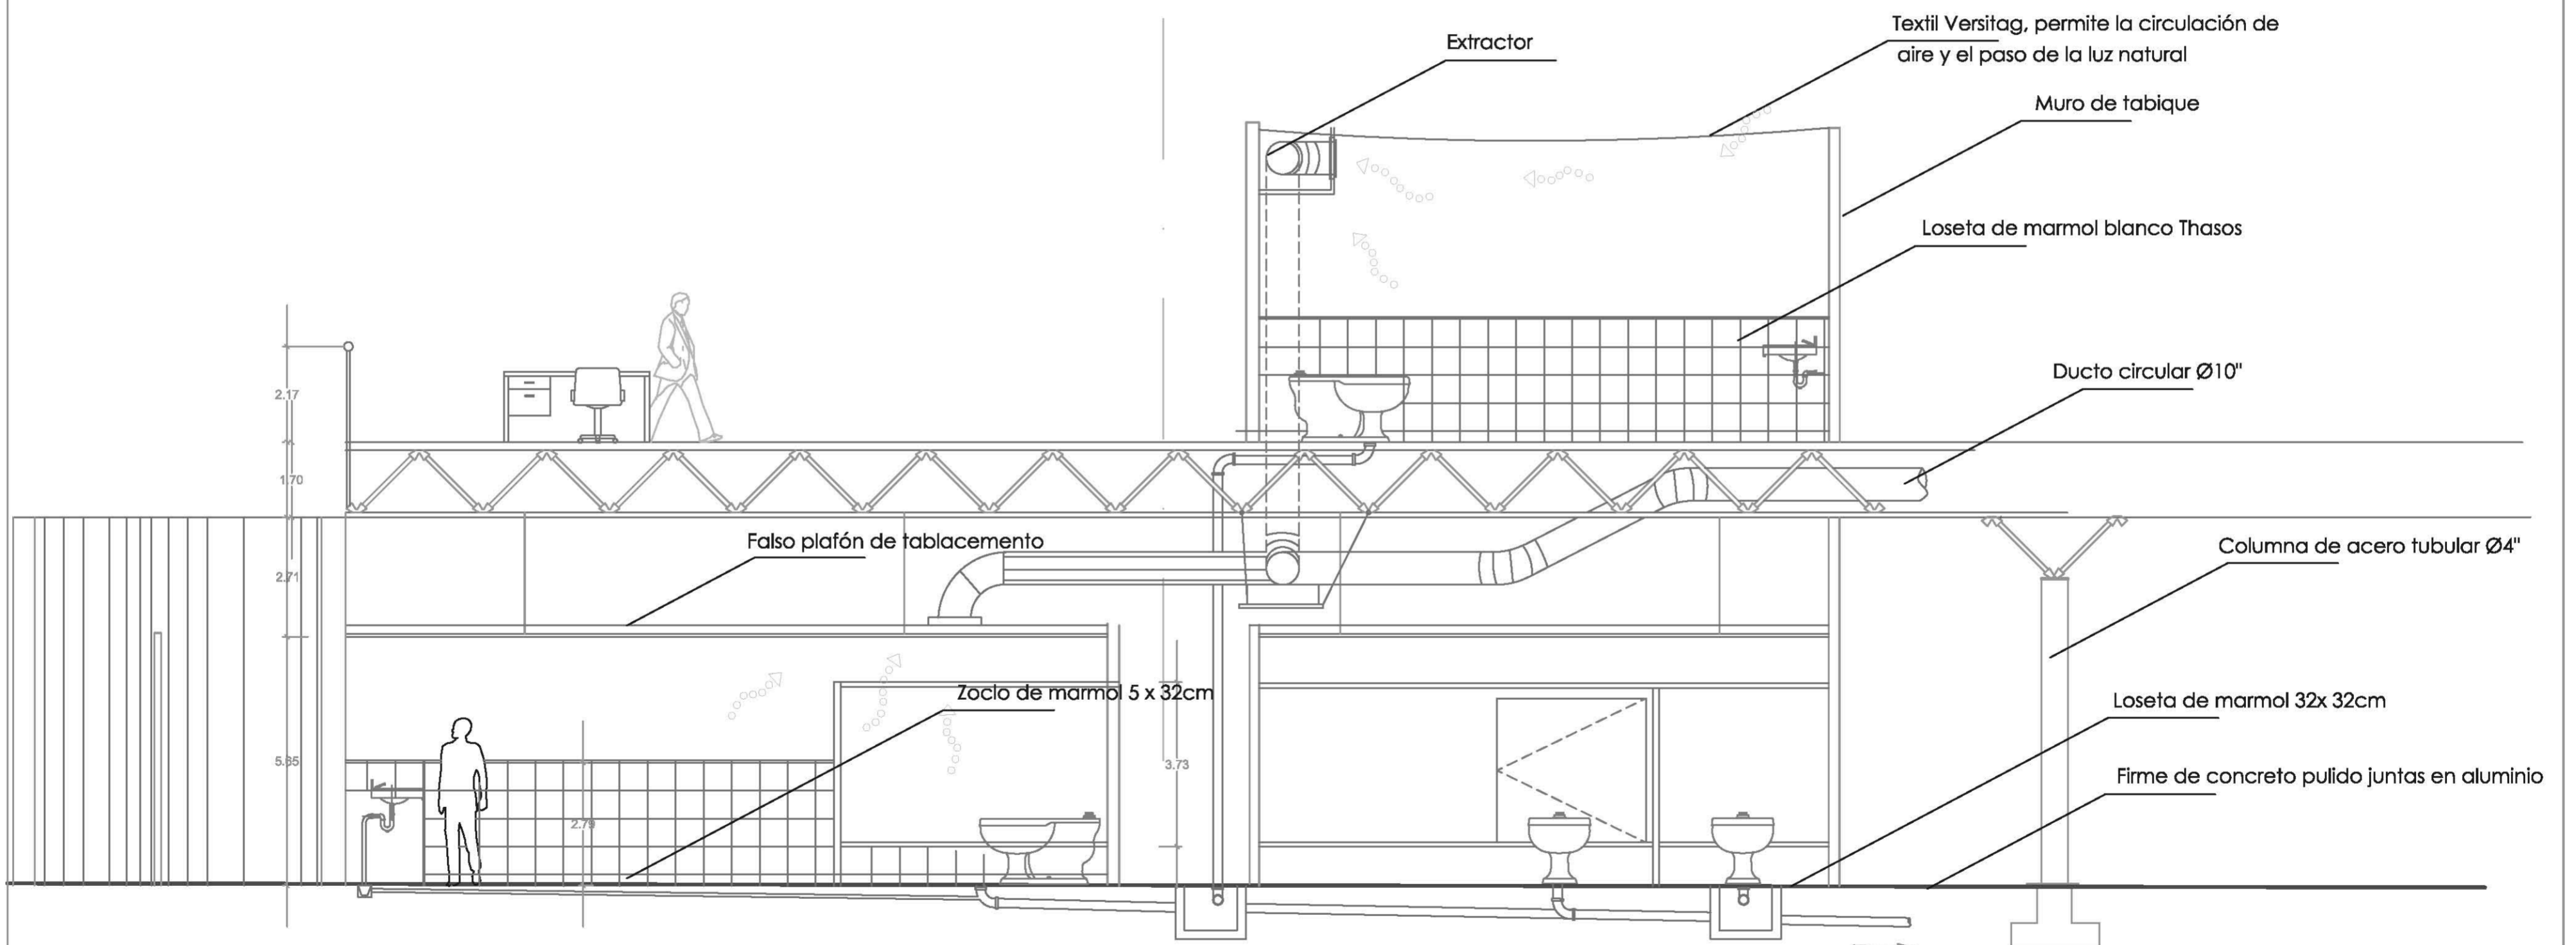 Extractor
Textil Versitag, permite la circulación de
aire y el paso de la luz natural
Muro de tabique
Loseta de marmol blanco Thasos
Ducto circular Ø10"
2.17
1.70
Falso plafón de tablacemento
Columna de acero tubular Ø4"
2.71
Zoclo de marmol 5 x 32cm
Loseta de marmol 32x 32cm
5.65
3.73
Firme de concreto pulido juntas en aluminio
2.79